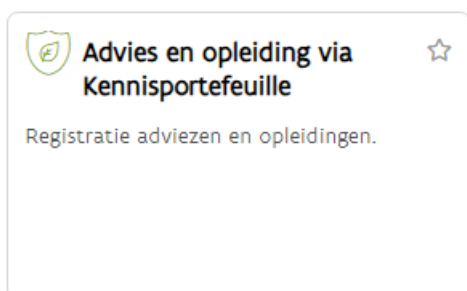 Advies en opleiding via
Kennisportefeuille
Registratie adviezen en opleidingen.